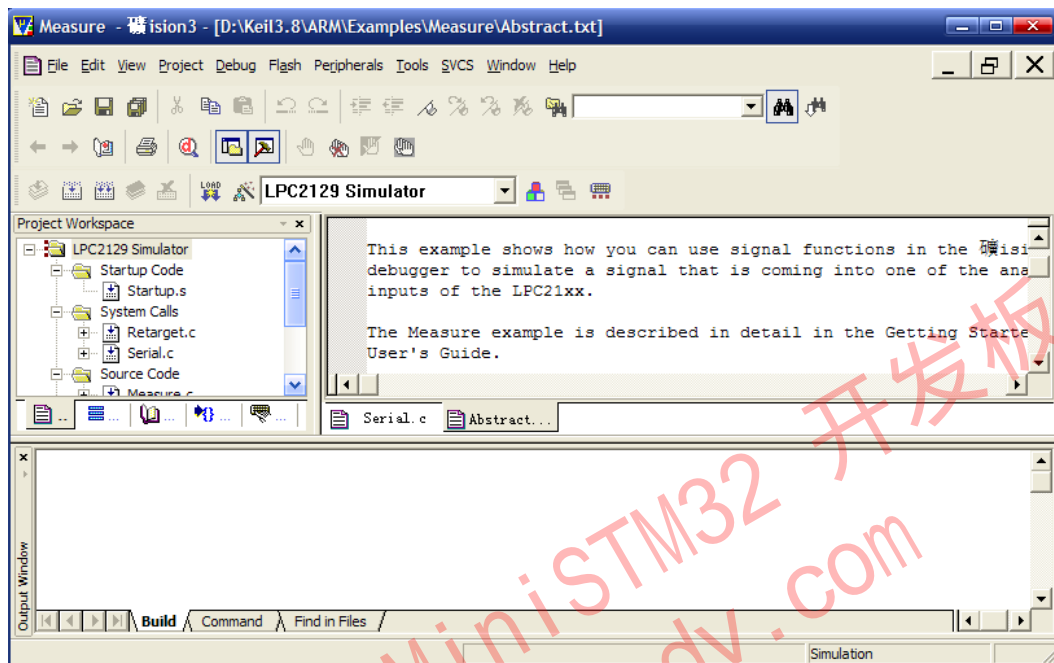 Measure - 礦ision3 - [D:\Keil3.8\ARM\Examples\Measure\Abstract.txt]
File Edit View Project Debug Flash Peripherals Tools SVCS Window Help
LOAD LPC2129 Simulator
Project Workspace
LPC2129 Simulator
Startup Code
Startup.s
System Calls
Retarget.c
Serial.c
Source Code
Measure.c
This example shows how you can use signal functions in the 礦isi
debugger to simulate a signal that is coming into one of the ana
inputs of the LPC21xx.
The Measure example is described in detail in the Getting Starte
User's Guide.
Serial.c Abstract...
Output Window
Build Command Find in Files
Simulation
MiniSTM32 开发板
dy.com